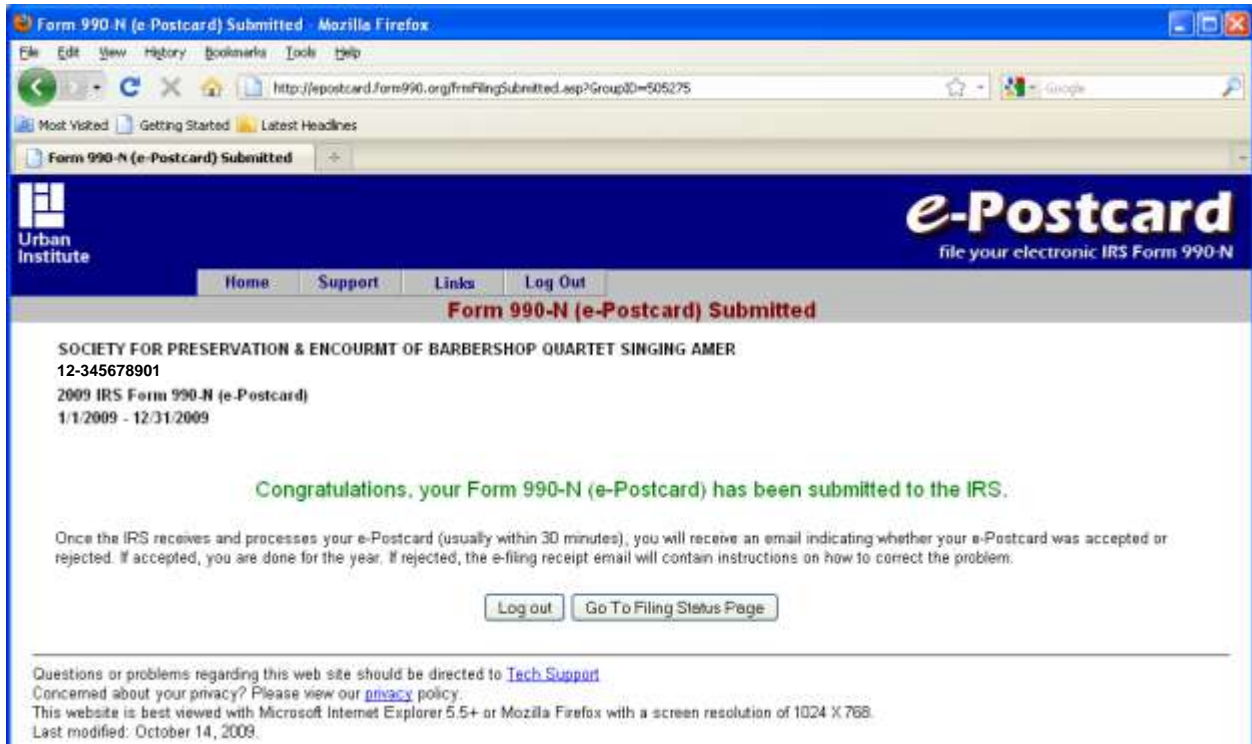 Form 990-N (e-Postcard) Submitted - Mozilla Firefox
File Edit View History Bookmarks Tools Help
http://epostcard.form990.org/frmFilingSubmitted.asp?GroupID=505275 Google
Most Visited Getting Started Latest Headlines
Form 990-N (e-Postcard) Submitted
Urban
Institute
e-Postcard
file your electronic IRS Form 990-N
Home Support Links Log Out
Form 990-N (e-Postcard) Submitted
SOCIETY FOR PRESERVATION & ENCOURMT OF BARBERSHOP QUARTET SINGING AMER
12-345678901
2009 IRS Form 990-N (e-Postcard)
1/1/2009 - 12/31/2009
Congratulations, your Form 990-N (e-Postcard) has been submitted to the IRS.
Once the IRS receives and processes your e-Postcard (usually within 30 minutes), you will receive an email indicating whether your e-Postcard was accepted or
rejected. If accepted, you are done for the year. If rejected, the e-filing receipt email will contain instructions on how to correct the problem.
Log out Go To Filing Status Page
Questions or problems regarding this web site should be directed to Tech Support
Concerned about your privacy? Please view our privacy policy.
This website is best viewed with Microsoft Internet Explorer 5.5+ or Mozilla Firefox with a screen resolution of 1024 X 768.
Last modified: October 14, 2009.